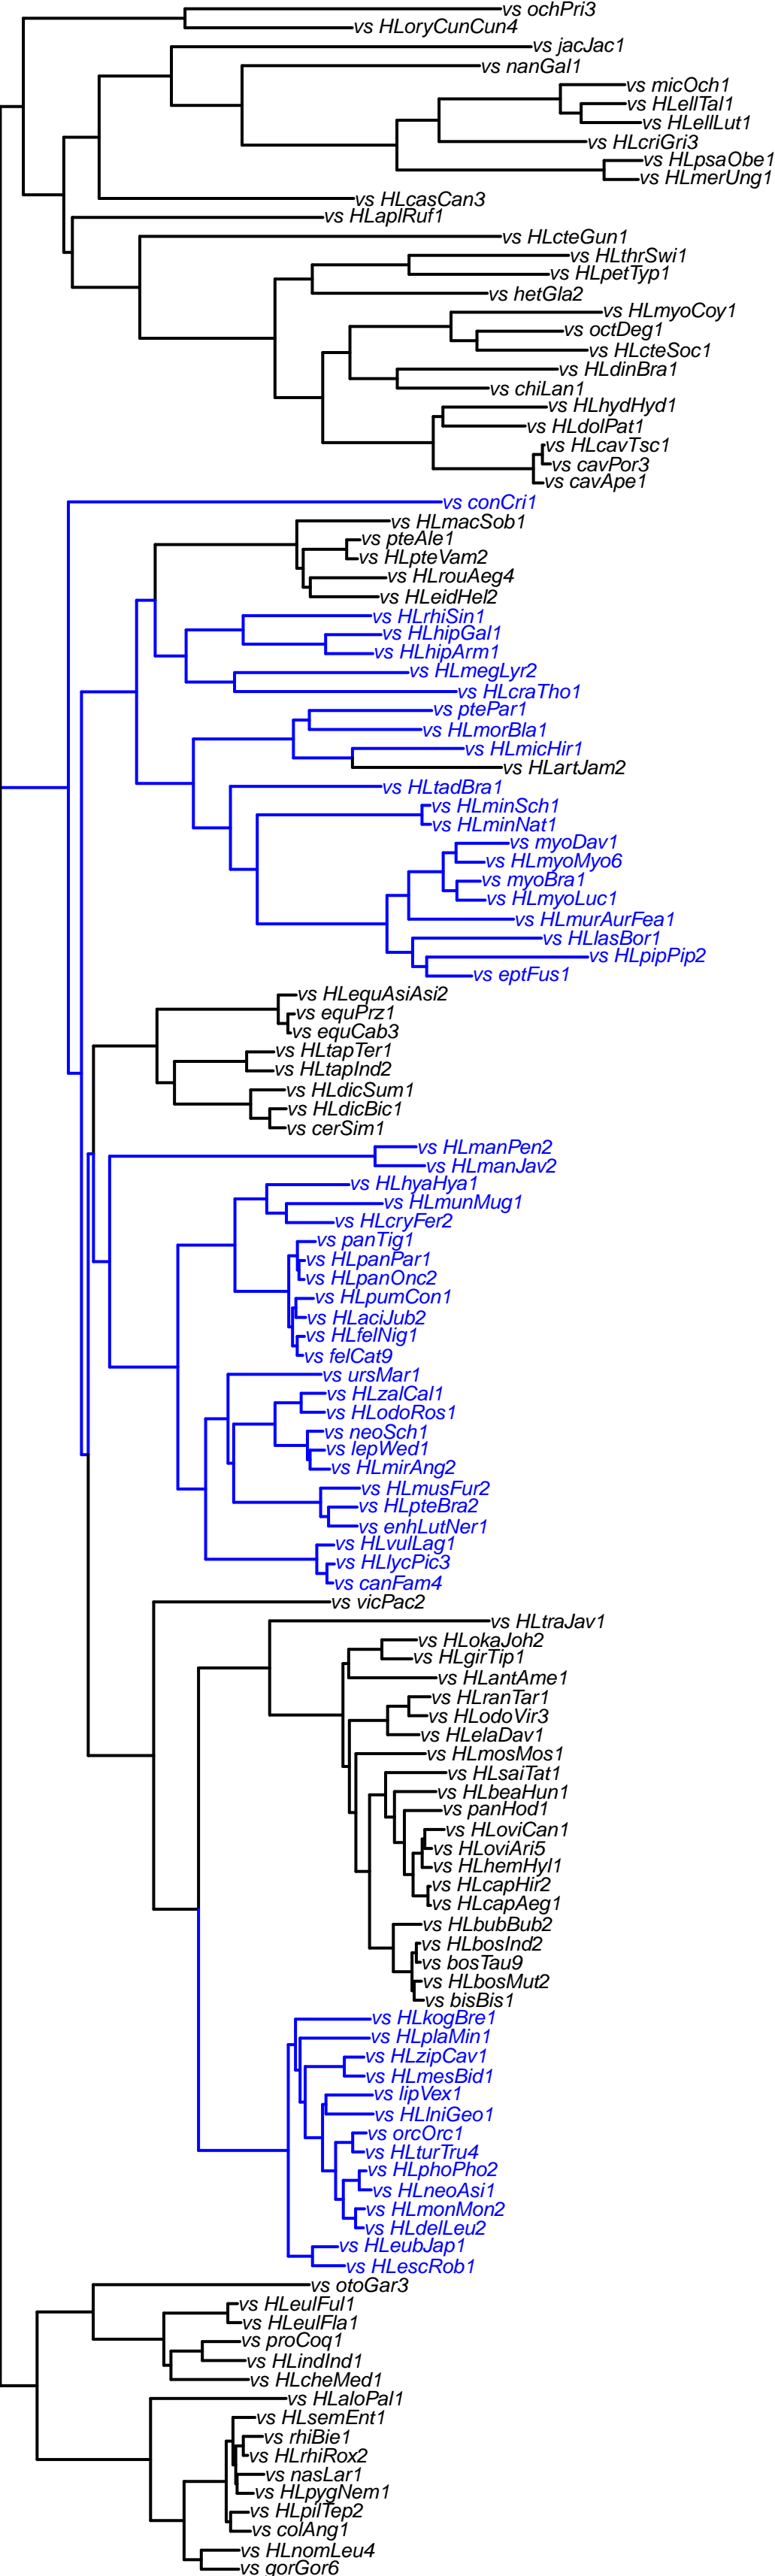 vs ochPri3
vs HLoryCunCun4
vs jacJac1
vs nanGal1
vs micOch1
vs HLellTal1
vs HLellLut1
vs HLcriGri3
vs HLpsaObe1
vs HLmerUng1
vs HLcasCan3
vs HLaplRuf1
vs HLcteGun1
vs HLthrSwi1
vs HLpetTyp1
vs hetGla2
vs HLmyoCoy1
vs octDeg1
vs HLcteSoc1
vs HLdinBra1
vs chiLan1
vs HLhydHyd1
vs HLdolPat1
vs HLcavTsc1
vs cavPor3
vs cavApe1
vs conCri1
vs HLmacSob1
vs pteAle1
vs HLpteVam2
vs HLrouAeg4
vs HLeidHel2
vs HLrhiSin1
vs HLhipGal1
vs HLhipArm1
vs HLmegLyr2
vs HLcraTho1
vs ptePar1
vs HLmorBla1
vs HLmicHir1
vs HLartJam2
vs HLtadBra1
vs HLminSch1
vs HLminNat1
vs myoDav1
vs HLmyoMyo6
vs myoBra1
vs HLmyoLuc1
vs HLmurAurFea1
vs HLlasBor1
vs HLpipPip2
vs eptFus1
vs HLequAsiAsi2
vs equPrz1
vs equCab3
vs HLtapTer1
vs HLtapInd2
vs HLdicSum1
vs HLdicBic1
vs cerSim1
vs HLmanPen2
vs HLmanJav2
vs HLhyaHya1
vs HLmunMug1
vs HLcryFer2
vs panTig1
vs HLpanPar1
vs HLpanOnc2
vs HLpumCon1
vs HLaciJub2
vs HLfelNig1
vs felCat9
vs ursMar1
vs HLzalCal1
vs HLodoRos1
vs neoSch1
vs lepWed1
vs HLmirAng2
vs HLmusFur2
vs HLpteBra2
vs enhLutNer1
vs HLvulLag1
vs HLlycPic3
vs canFam4
vs vicPac2
vs HLtraJav1
vs HLokaJoh2
vs HLgirTip1
vs HLantAme1
vs HLranTar1
vs HLodoVir3
vs HLelaDav1
vs HLmosMos1
vs HLsaiTat1
vs HLbeaHun1
vs panHod1
vs HLoviCan1
vs HLoviAri5
vs HLhemHyl1
vs HLcapHir2
vs HLcapAeg1
vs HLbubBub2
vs HLbosInd2
vs bosTau9
vs HLbosMut2
vs bisBis1
vs HLkogBre1
vs HLplaMin1
vs HLzipCav1
vs HLmesBid1
vs lipVex1
vs HLIniGeo1
vs orcOrc1
vs HLturTru4
vs HLphoPho2
vs HLneoAsi1
vs HLmonMon2
vs HLdelLeu2
vs HLeubJap1
vs HLescRob1
vs otoGar3
vs HLeulFul1
vs HLeulFla1
vs proCoq1
vs HLindInd1
vs HLcheMed1
vs HLaloPal1
vs HLsemEnt1
vs rhiBie1
vs HLrhiRox2
vs nasLar1
vs HLpygNem1
vs HLpilTep2
vs colAng1
vs HLnomLeu4
vs gorGor6